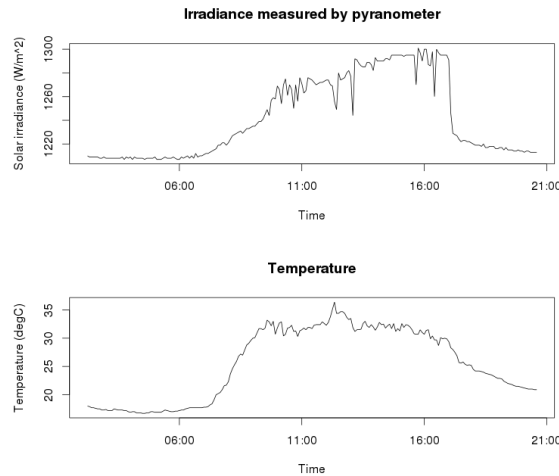 Irradiance measured by pyranometer
Solar irradiance (W/m^2)
1300
1260
1220
06:00 11:00 16:00 21:00
Time
Temperature
Temperature (degC)
35
30
25
20
06:00 11:00 16:00 21:00
Time